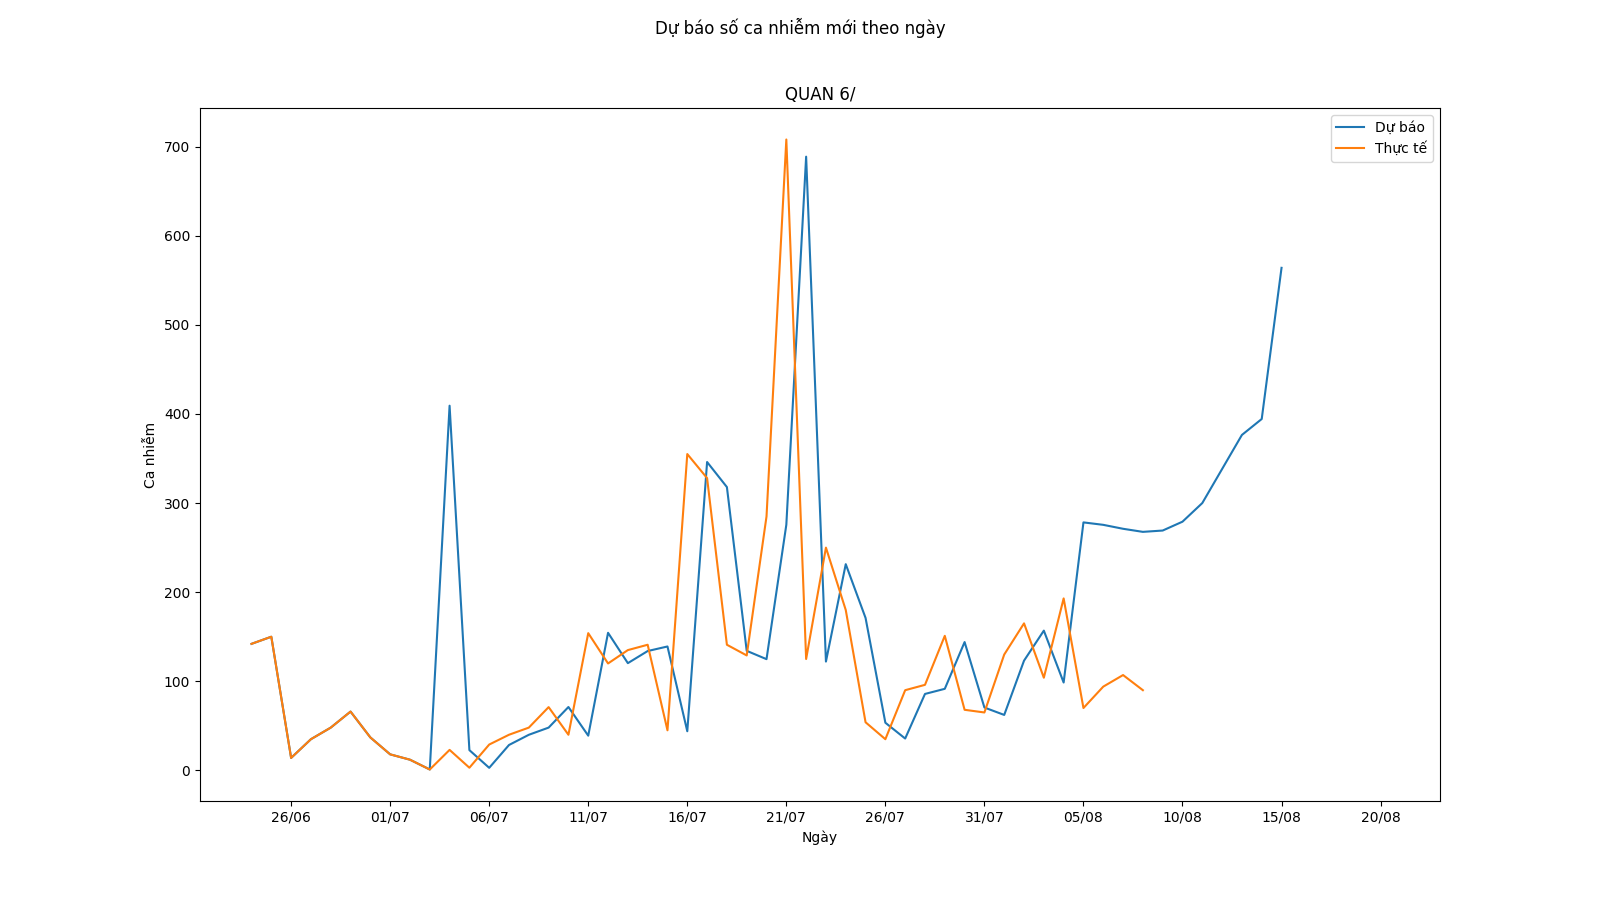 Dự báo số ca nhiễm mới theo ngày
QUAN 6/
Dự báo
Thực tế
700
600
500
400
300
200
100
0
Ca nhiễm
26/06 01/07 06/07 11/07 16/07 21/07 26/07 31/07 05/08 10/08 15/08 20/08
Ngày